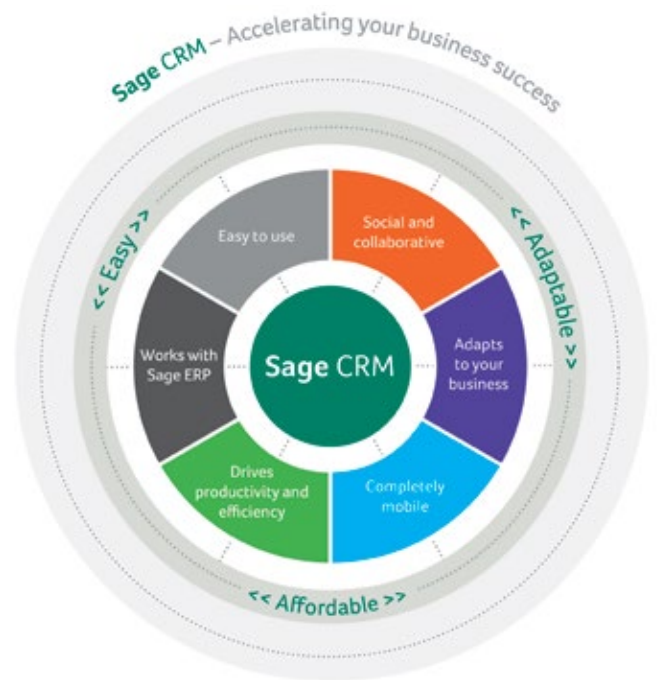 Sage CRM – Accelerating your business success
<< Easy >>
<< Adaptable >>
Easy to use
Social and
collaborative
Works with
Sage ERP
Sage CRM
Adapts
to your
business
Drives
productivity and
efficiency
Completely
mobile
<< Affordable >>